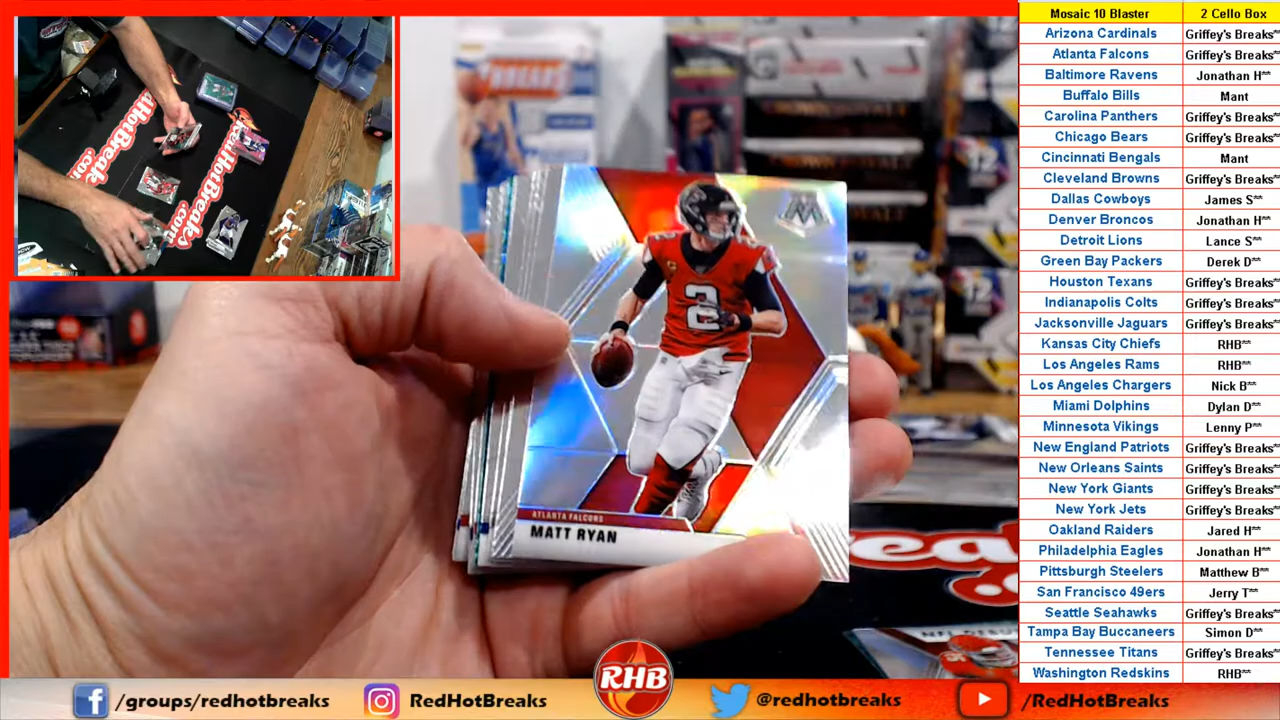 Mosaic 10 Blaster 2 Cello Box
Arizona Cardinals Griffey's Breaks**
Atlanta Falcons Griffey's Breaks**
Baltimore Ravens Jonathan H**
Buffalo Bills Mant
Carolina Panthers Griffey's Breaks**
Chicago Bears Griffey's Breaks**
Cincinnati Bengals Mant
Cleveland Browns Griffey's Breaks**
Dallas Cowboys James S**
Denver Broncos Jonathan H**
Detroit Lions Lance S**
Green Bay Packers Derek D**
Houston Texans Griffey's Breaks**
Indianapolis Colts Griffey's Breaks**
Jacksonville Jaguars Griffey's Breaks**
Kansas City Chiefs RHB**
Los Angeles Rams RHB**
Los Angeles Chargers Nick B**
Miami Dolphins Dylan D**
Minnesota Vikings Lenny P**
New England Patriots Griffey's Breaks**
New Orleans Saints Griffey's Breaks**
New York Giants Griffey's Breaks**
New York Jets Griffey's Breaks**
Oakland Raiders Jared H**
Philadelphia Eagles Jonathan H**
Pittsburgh Steelers Matthew B**
San Francisco 49ers Jerry T**
Seattle Seahawks Griffey's Breaks**
Tampa Bay Buccaneers Simon D**
Tennessee Titans Griffey's Breaks**
Washington Redskins RHB**
M
2
ATLANTA FALCONS
MATT RYAN
RHB
/groups/redhotbreaks
RedHotBreaks
@redhotbreaks
/RedHotBreaks